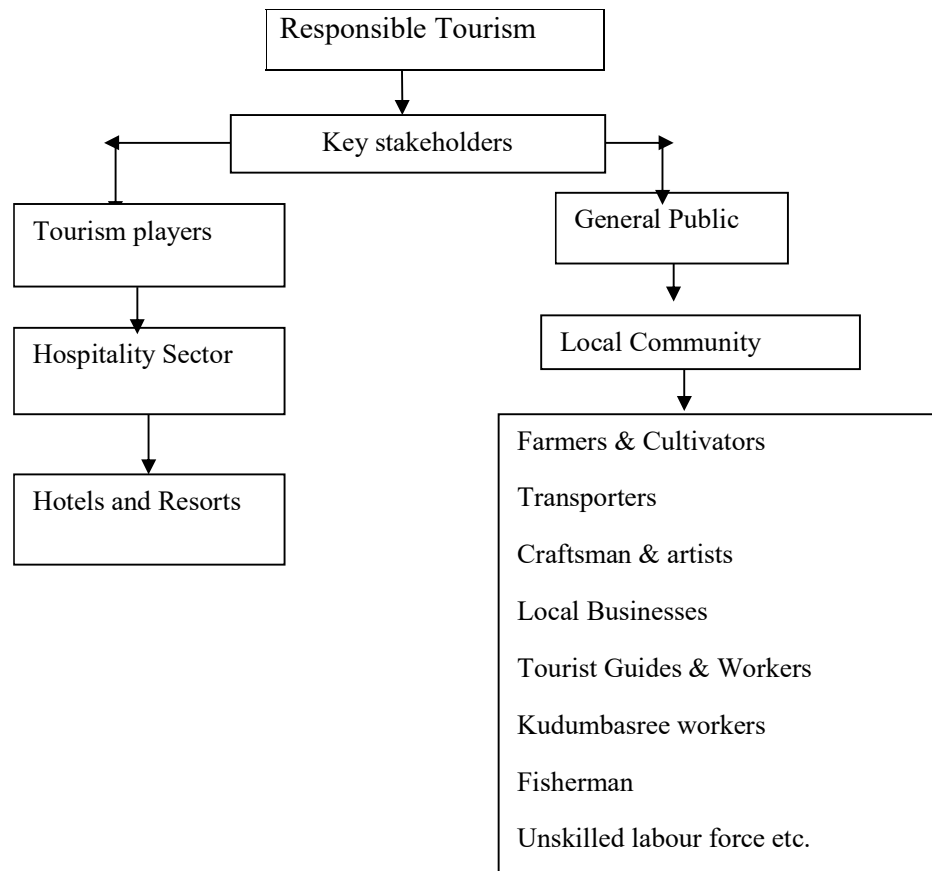 Responsible Tourism
Key stakeholders
Tourism players
Hospitality Sector
Hotels and Resorts
General Public
Local Community
Farmers & Cultivators
Transporters
Craftsman & artists
Local Businesses
Tourist Guides & Workers
Kudumbasree workers
Fisherman
Unskilled labour force etc.